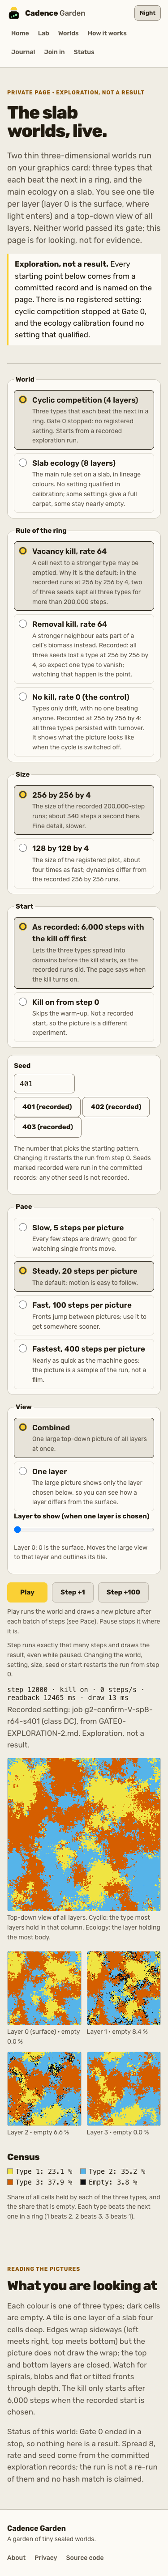 Cadence Garden
Night
Home Lab Worlds How it works
Journal Join in Status
PRIVATE PAGE • EXPLORATION, NOT A RESULT
The slab
worlds, live.
Two thin three-dimensional worlds run
on your graphics card: three types that
each beat the next in a ring, and the
main ecology on a slab. You see one tile
per layer (layer 0 is the surface, where
light enters) and a top-down view of all
layers. Neither world passed its gate; this
page is for looking, not for evidence.
Exploration, not a result. Every
starting point below comes from a
committed record and is named on the
page. There is no registered setting:
cyclic competition stopped at Gate 0,
and the ecology calibration found no
setting that qualified.
World
Cyclic competition (4 layers)
Three types that each beat the next in a
ring. Gate 0 stopped: no registered
setting. Starts from a recorded
exploration run.
Slab ecology (8 layers)
The main rule set on a slab, in lineage
colours. No setting qualified in
calibration; some settings give a full
carpet, some stay nearly empty.
Rule of the ring
Vacancy kill, rate 64
A cell next to a stronger type may be
emptied. Why it is the default: in the
recorded runs at 256 by 256 by 4, two
of three seeds kept all three types for
more than 200,000 steps.
Removal kill, rate 64
A stronger neighbour eats part of a
cell's biomass instead. Recorded: all
three seeds lost a type at 256 by 256 by
4, so expect one type to vanish;
watching that happen is the point.
No kill, rate 0 (the control)
Types only drift, with no one beating
anyone. Recorded at 256 by 256 by 4:
all three types persisted with turnover.
It shows what the picture looks like
when the cycle is switched off.
Size
256 by 256 by 4
The size of the recorded 200,000-step
runs; about 340 steps a second here.
Fine detail, slower.
128 by 128 by 4
The size of the registered pilot, about
four times as fast; dynamics differ from
the recorded 256 by 256 runs.
Start
As recorded: 6,000 steps with
the kill off first
Lets the three types spread into
domains before the kill starts, as the
recorded runs did. The page says when
the kill turns on.
Kill on from step 0
Skips the warm-up. Not a recorded
start, so the picture is a different
experiment.
Seed
401
401 (recorded) 402 (recorded)
403 (recorded)
The number that picks the starting pattern.
Changing it restarts the run from step 0. Seeds
marked recorded were run in the committed
records; any other seed is not recorded.
Pace
Slow, 5 steps per picture
Every few steps are drawn; good for
watching single fronts move.
Steady, 20 steps per picture
The default: motion is easy to follow.
Fast, 100 steps per picture
Fronts jump between pictures; use it to
get somewhere sooner.
Fastest, 400 steps per picture
Nearly as quick as the machine goes;
the picture is a sample of the run, not a
film.
View
Combined
One large top-down picture of all layers
at once.
One layer
The large picture shows only the layer
chosen below, so you can see how a
layer differs from the surface.
Layer to show (when one layer is chosen)
Layer 0: 0 is the surface. Moves the large view
to that layer and outlines its tile.
Play Step +1 Step +100
Play runs the world and draws a new picture after
each batch of steps (see Pace). Pause stops it where
it is.
Step runs exactly that many steps and draws the
result, even while paused. Changing the world,
setting, size, seed or start restarts the run from step
0.
step 12000 · kill on · 0 steps/s ·
readback 12465 ms · draw 13 ms
Recorded setting: job g2-confirm-V-sp8-
r64-s401 (class DC), from GATE0-
EXPLORATION-2.md. Exploration, not a
result.
Top-down view of all layers. Cyclic: the type most
layers hold in that column. Ecology: the layer holding
the most body.
Layer 0 (surface) • empty
0.0 %
Layer 1 • empty 8.4 %
Layer 2 • empty 6.6 %
Layer 3 • empty 0.0 %
Census
Type 1: 23.1 % Type 2: 35.2 %
Type 3: 37.9 % Empty: 3.8 %
Share of all cells held by each of the three types, and
the share that is empty. Each type beats the next
one in a ring (1 beats 2, 2 beats 3, 3 beats 1).
READING THE PICTURES
What you are looking at
Each colour is one of three types; dark cells
are empty. A tile is one layer of a slab four
cells deep. Edges wrap sideways (left
meets right, top meets bottom) but the
picture does not draw the wrap; the top
and bottom layers are closed. Watch for
spirals, blobs and flat or tilted fronts
through depth. The kill only starts after
6,000 steps when the recorded start is
chosen.
Status of this world: Gate 0 ended in a
stop, so nothing here is a result. Spread 8,
rate and seed come from the committed
exploration records; the run is not a re-run
of them and no hash match is claimed.
Cadence Garden
A garden of tiny sealed worlds.
About Privacy Source code